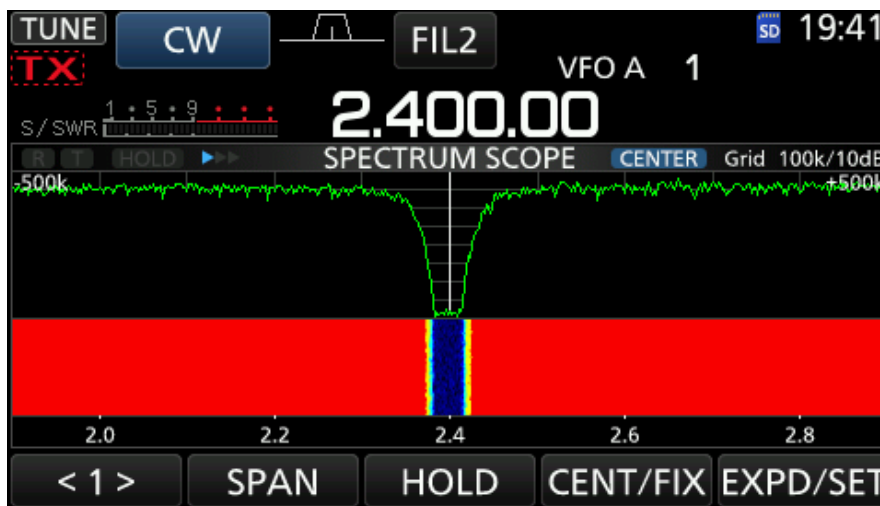 TUNE CW FIL2 SD 19:41
TX VFO A 1
S/SWR 1 • 5 • 9 2.400.00
R T HOLD SPECTRUM SCOPE CENTER Grid 100k/10dB
-500k +500k
2.0 2.2 2.4 2.6 2.8
< 1 > SPAN HOLD CENT/FIX EXPD/SET